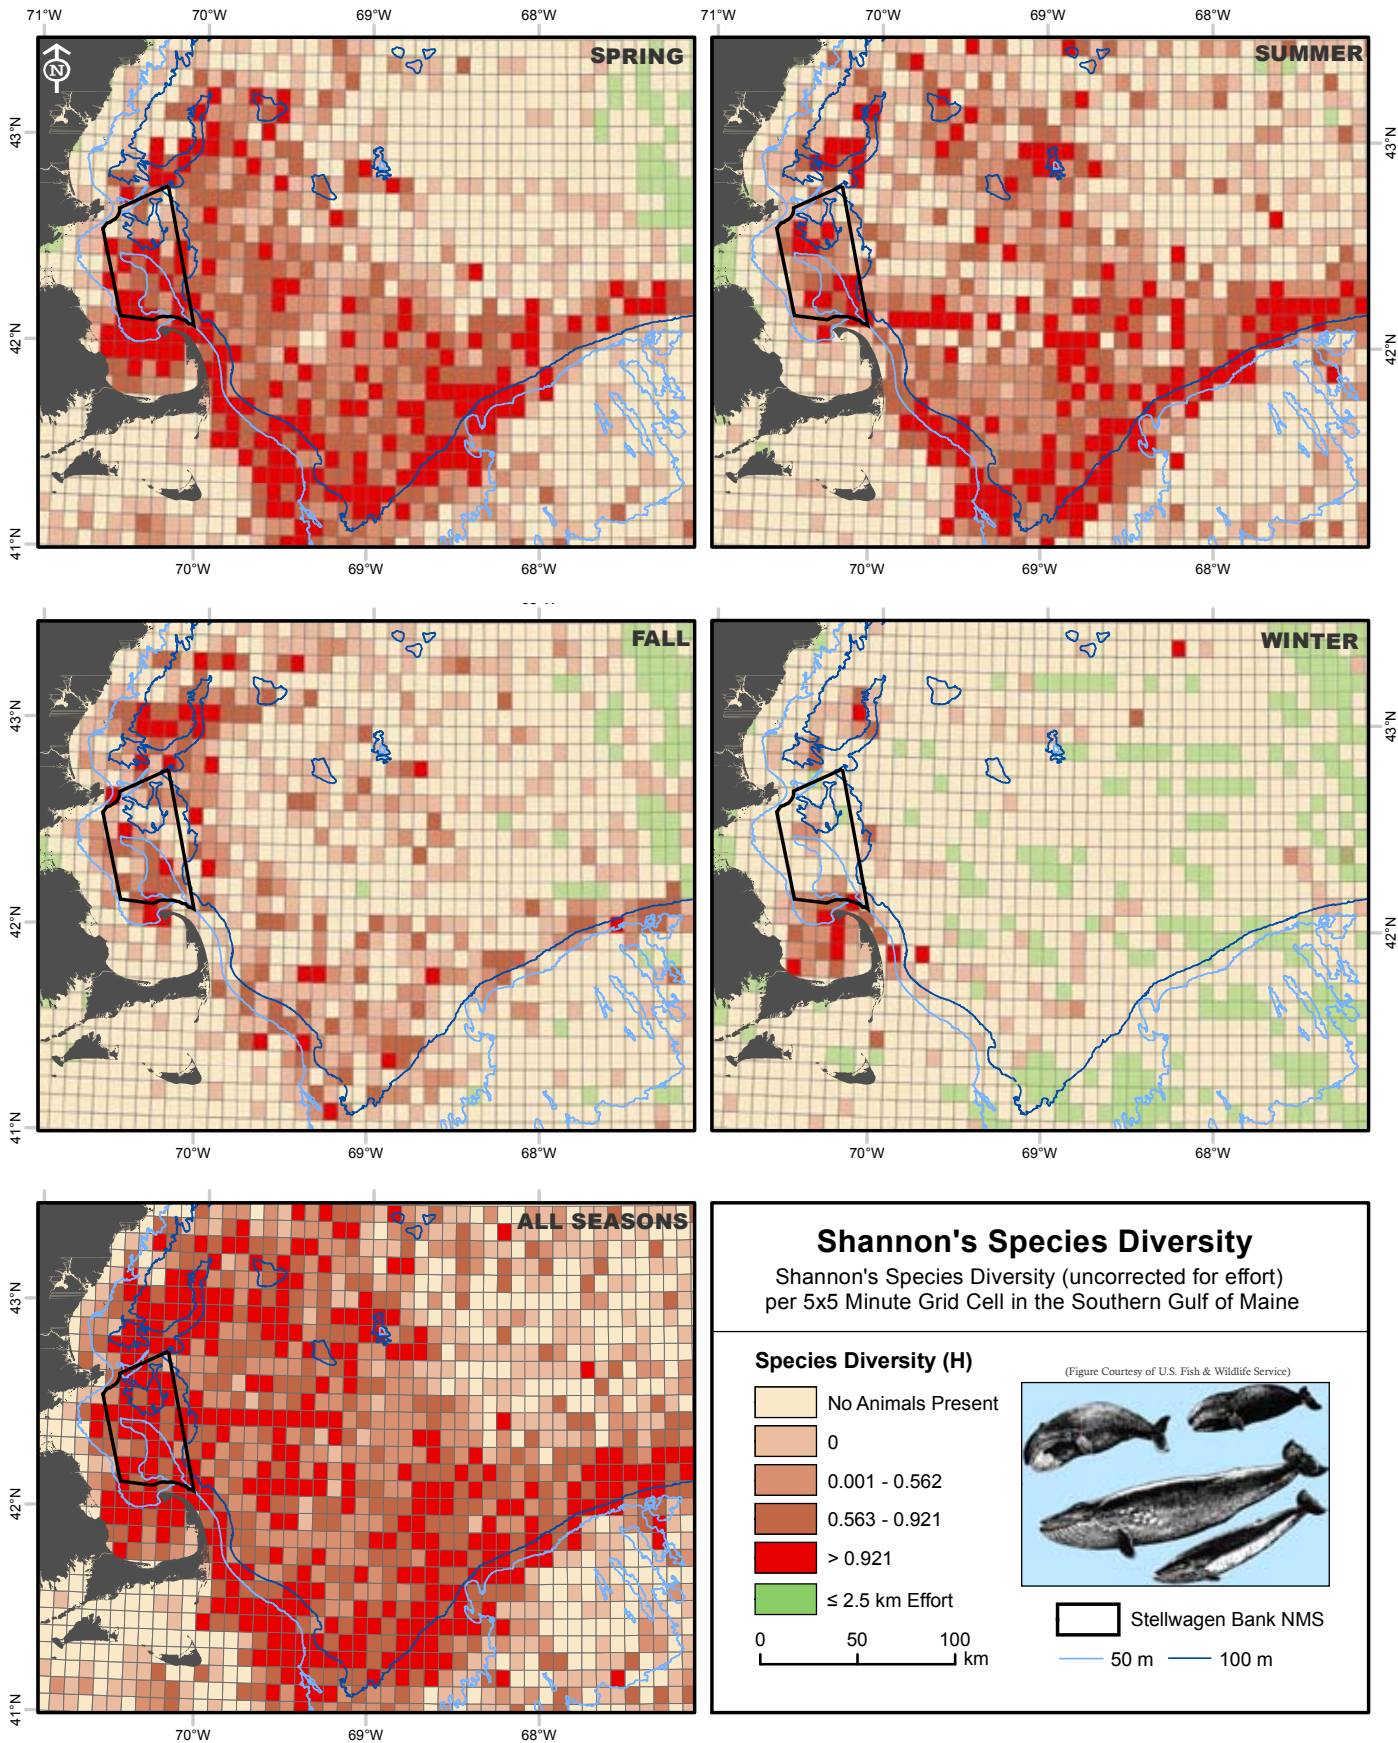 71°W 70°W 69°W 68°W
71°W 70°W 69°W 68°W
SPRING
SUMMER
N
43°N
42°N
41°N
43°N
42°N
41°N
70°W 69°W 68°W
70°W 69°W 68°W
FALL
WINTER
43°N
42°N
41°N
43°N
42°N
70°W 69°W 68°W
70°W 69°W 68°W
ALL SEASONS
43°N
42°N
41°N
70°W 69°W 68°W
Shannon's Species Diversity
Shannon's Species Diversity (uncorrected for effort)
per 5x5 Minute Grid Cell in the Southern Gulf of Maine
Species Diversity (H)
No Animals Present
0
0.001 - 0.562
0.563 - 0.921
> 0.921
≤ 2.5 km Effort
0 50 100
km
(Figure Courtesy of U.S. Fish & Wildlife Service)
Stellwagen Bank NMS
50 m 100 m